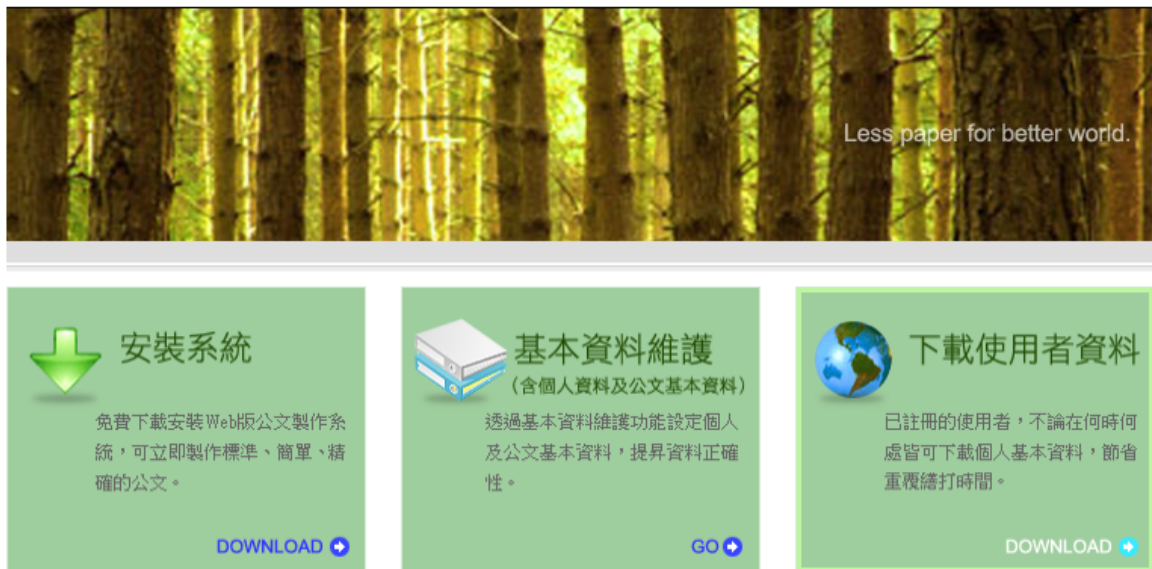 Less paper for better world.
安裝系統
免費下載安裝Web版公文製作系
統，可立即製作標準、簡單、精
確的公文。
DOWNLOAD
基本資料維護
（含個人資料及公文基本資料）
透過基本資料維護功能設定個人
及公文基本資料，提昇資料正確
性。
GO
下載使用者資料
已註冊的使用者，不論在何時何
處皆可下載個人基本資料，節省
重覆繕打時間。
DOWNLOAD